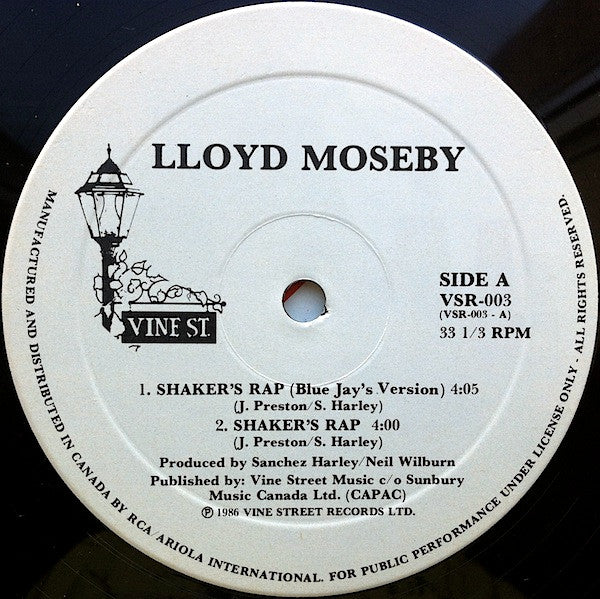 LLOYD MOSEBY
VINE ST.
SIDE A
VSR-003
(VSR-003 - A)
33 1/3 RPM
1. SHAKER'S RAP (Blue Jay's Version) 4:05
(J. Preston/S. Harley)
2. SHAKER'S RAP 4:00
(J. Preston/S. Harley)
Produced by Sanchez Harley/Neil Wilburn
Published by: Vine Street Music c/o Sunbury
Music Canada Ltd. (CAPAC)
℗ 1986 VINE STREET RECORDS LTD.
MANUFACTURED AND DISTRIBUTED IN CANADA BY RCA ARIOLA INTERNATIONAL. FOR PUBLIC PERFORMANCE UNDER LICENSE ONLY - ALL RIGHTS RESERVED.